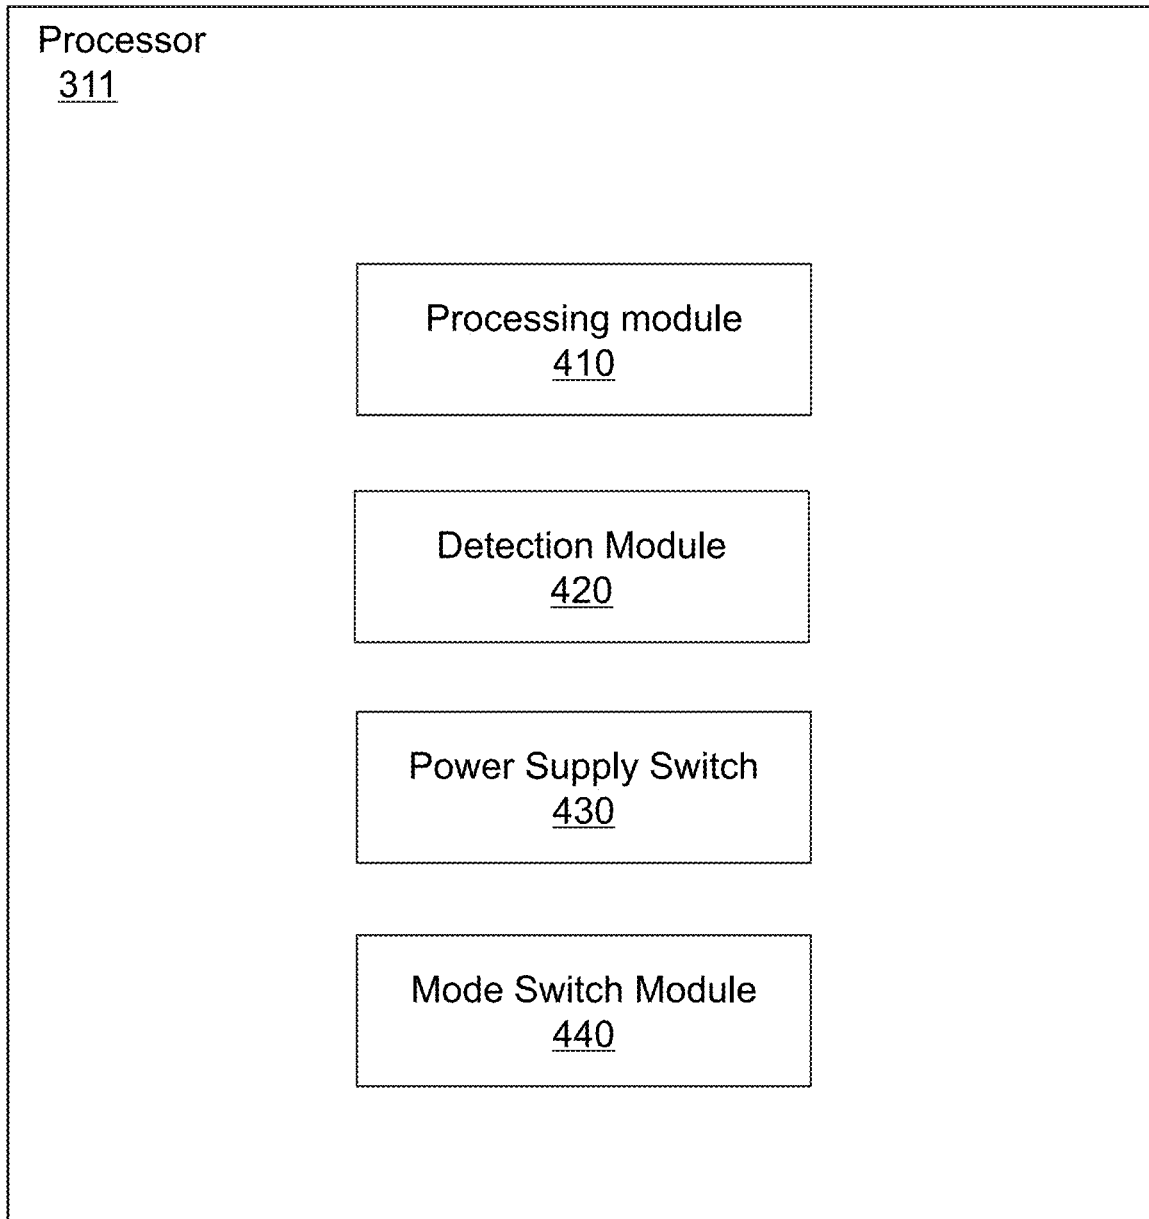 Processor
311
Processing module
410
Detection Module
420
Power Supply Switch
430
Mode Switch Module
440